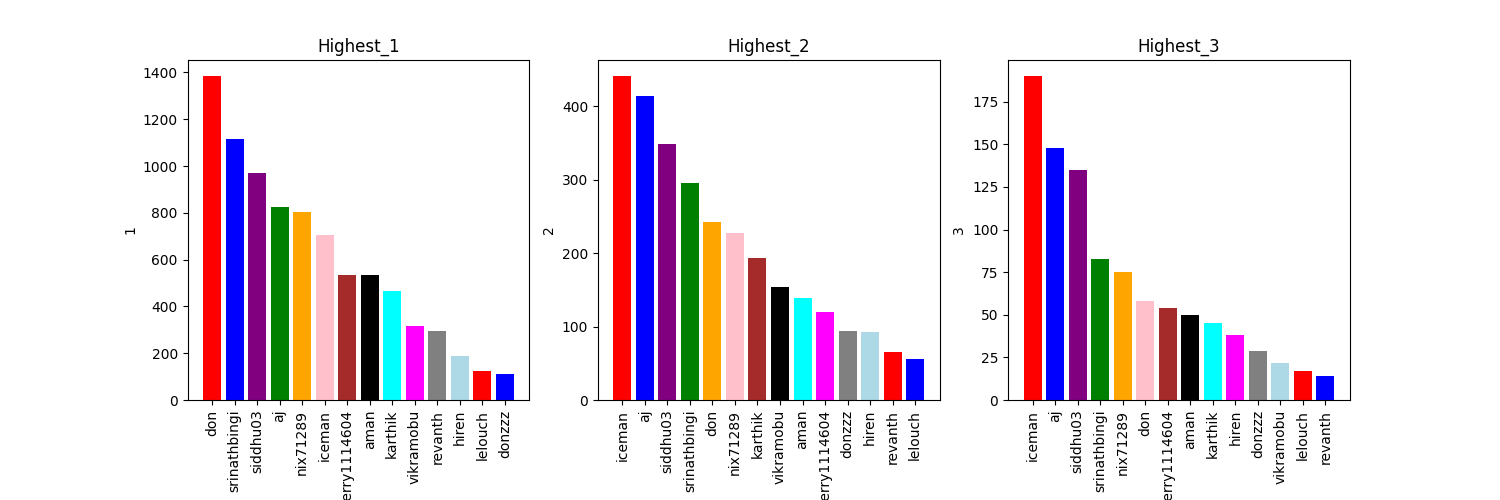 Highest_1
1
1400
1200
1000
800
600
400
200
0
don
srinathbingi
siddhu03
aj
nix71289
iceman
erry1114604
aman
karthik
vikramobu
revanth
hiren
lelouch
donzzz
Highest_2
2
400
300
200
100
0
iceman
aj
siddhu03
srinathbingi
don
nix71289
karthik
vikramobu
aman
erry1114604
donzzz
hiren
revanth
lelouch
Highest_3
3
175
150
125
100
75
50
25
0
iceman
aj
siddhu03
srinathbingi
nix71289
don
erry1114604
aman
karthik
hiren
donzzz
vikramobu
lelouch
revanth